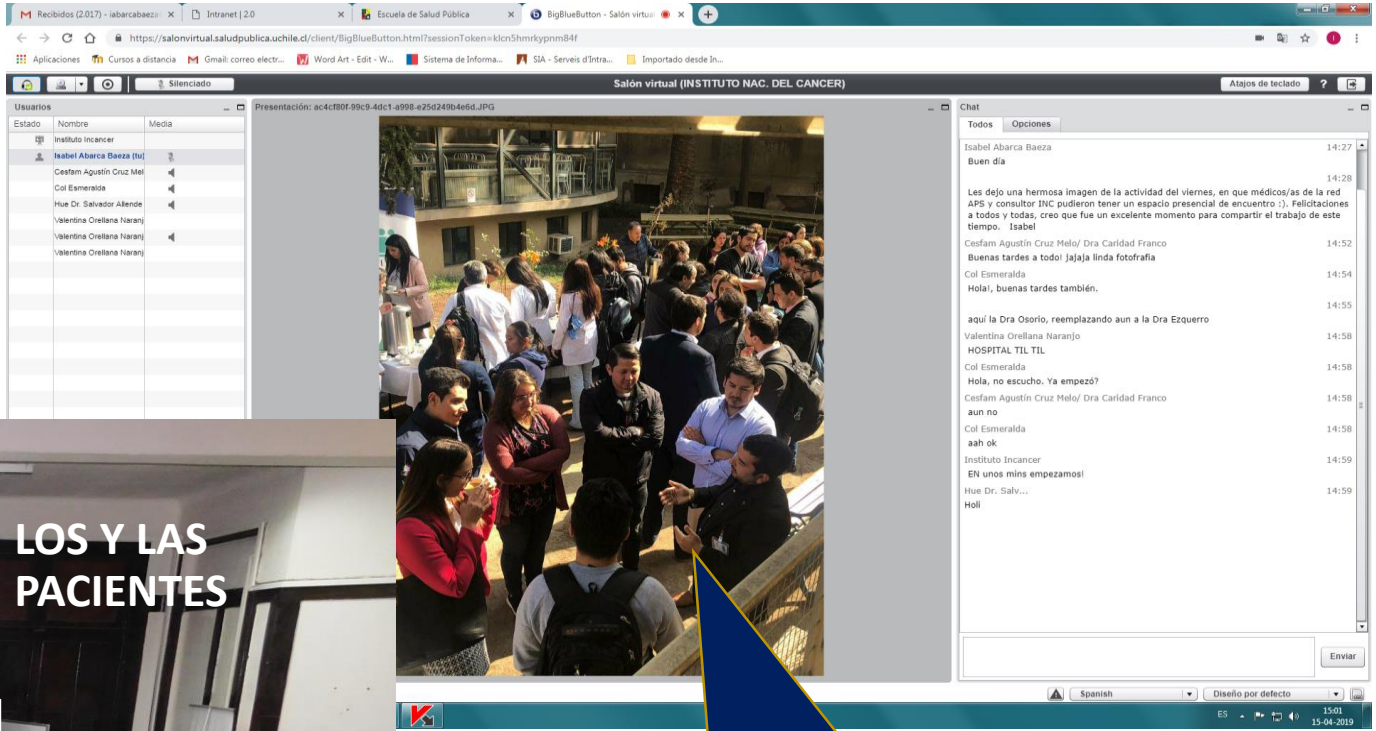 Recibidos (2.017) - iabarcabaeza
Intranet | 2.0
Escuela de Salud Pública
BigBlueButton - Salón virtual
https://salonvirtual.saludpublica.uchile.cl/client/BigBlueButton.html?sessionToken=klcn5hmrkypnm84f
Aplicaciones
Cursos a distancia
Gmail: correo electr...
Word Art - Edit - W...
Sistema de Informa...
SIA - Serveis d'Intra...
Importado desde In...
Silenciado
Salón virtual (INSTITUTO NAC. DEL CANCER)
Atajos de teclado
?
Usuarios
Estado Nombre Media
Instituto Incancer
Isabel Abarca Baeza (tu)
Cesfam Agustín Cruz Mel
Col Esmeralda
Hue Dr. Salvador Allende
Valentina Orellana Naranj
Valentina Orellana Naranj
Valentina Orellana Naranj
LOS Y LAS
PACIENTES
Presentación: ac4cf80f-99c9-4dc1-a998-e25d249b4e6d.JPG
Chat
Todos Opciones
Isabel Abarca Baeza 14:27
Buen día
14:28
Les dejo una hermosa imagen de la actividad del viernes, en que médicos/as de la red
APS y consultor INC pudieron tener un espacio presencial de encuentro :). Felicitaciones
a todos y todas, creo que fue un excelente momento para compartir el trabajo de este
tiempo. Isabel
Cesfam Agustín Cruz Melo/ Dra Caridad Franco 14:52
Buenas tardes a todo! jajaja linda fotofrafia
Col Esmeralda 14:54
Hola!, buenas tardes también.
14:55
aquí la Dra Osorio, reemplazando aun a la Dra Ezquerro
Valentina Orellana Naranjo 14:58
HOSPITAL TIL TIL
Col Esmeralda 14:58
Hola, no escucho. Ya empezó?
Cesfam Agustín Cruz Melo/ Dra Caridad Franco 14:58
aun no
Col Esmeralda 14:58
aah ok
Instituto Incancer 14:59
EN unos mins empezamos!
Hue Dr. Salv... 14:59
Holi
Enviar
Spanish
Diseño por defecto
ES
15:01
15-04-2019